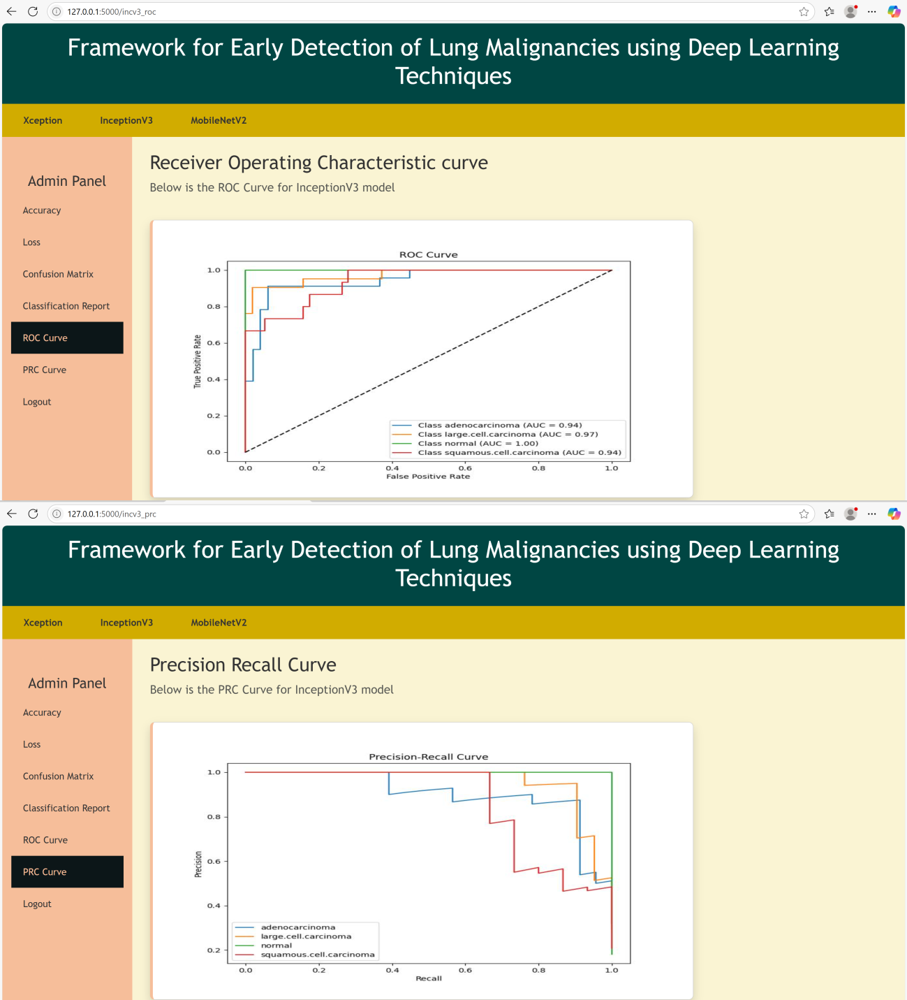 127.0.0.1:5000/incv3_roc
Framework for Early Detection of Lung Malignancies using Deep Learning
Techniques
Xception InceptionV3 MobileNetV2
Admin Panel
Accuracy
Loss
Confusion Matrix
Classification Report
ROC Curve
PRC Curve
Logout
Receiver Operating Characteristic curve
Below is the ROC Curve for InceptionV3 model
ROC Curve
True Positive Rate
1.0
0.8
0.6
0.4
0.2
0.0
Class adenocarcinoma (AUC = 0.94)
Class large.cell.carcinoma (AUC = 0.97)
Class normal (AUC = 1.00)
Class squamous.cell.carcinoma (AUC = 0.94)
0.0 0.2 0.4 0.6 0.8 1.0
False Positive Rate
127.0.0.1:5000/incv3_prc
Framework for Early Detection of Lung Malignancies using Deep Learning
Techniques
Xception InceptionV3 MobileNetV2
Admin Panel
Accuracy
Loss
Confusion Matrix
Classification Report
ROC Curve
PRC Curve
Logout
Precision Recall Curve
Below is the PRC Curve for InceptionV3 model
Precision-Recall Curve
Precision
1.0
0.8
0.6
0.4
0.2
adenocarcinoma
large.cell.carcinoma
normal
squamous.cell.carcinoma
0.0 0.2 0.4 0.6 0.8 1.0
Recall